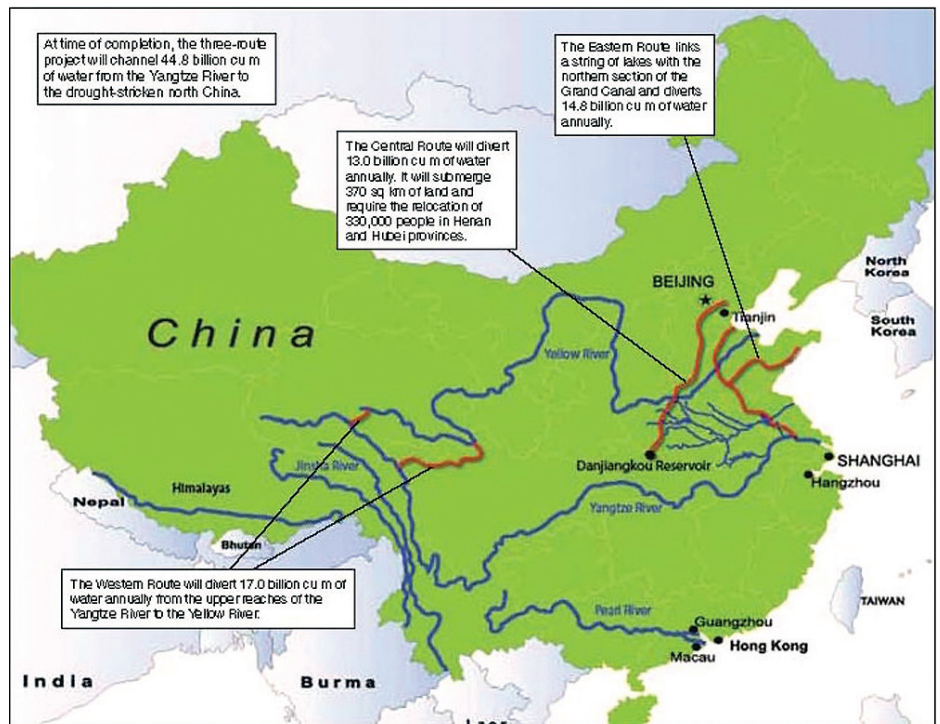 At time of completion, the three-route
project will channel 44.8 billion cu m
of water from the Yangtze River to
the drought-stricken north China.
The Eastern Route links
a string of lakes with the
northern section of the
Grand Canal and diverts
14.8 billion cu m of water
annually.
The Central Route will divert
13.0 billion cu m of water
annually. It will submerge
370 sq km of land and
require the relocation of
330,000 people in Henan
and Hubei provinces.
North
Korea
BEIJING
Tianjin
South
Korea
China
Yellow River
Jinsha River
Danjiangkou Reservoir
SHANGHAI
Hangzhou
Himalayas
Nepal
Yangtze River
Bhutan
The Western Route will divert 17.0 billion cu m of
water annually from the upper reaches of the
Yangtze River to the Yellow River.
TAIWAN
Pearl River
Guangzhou
Hong Kong
Macau
India
Burma